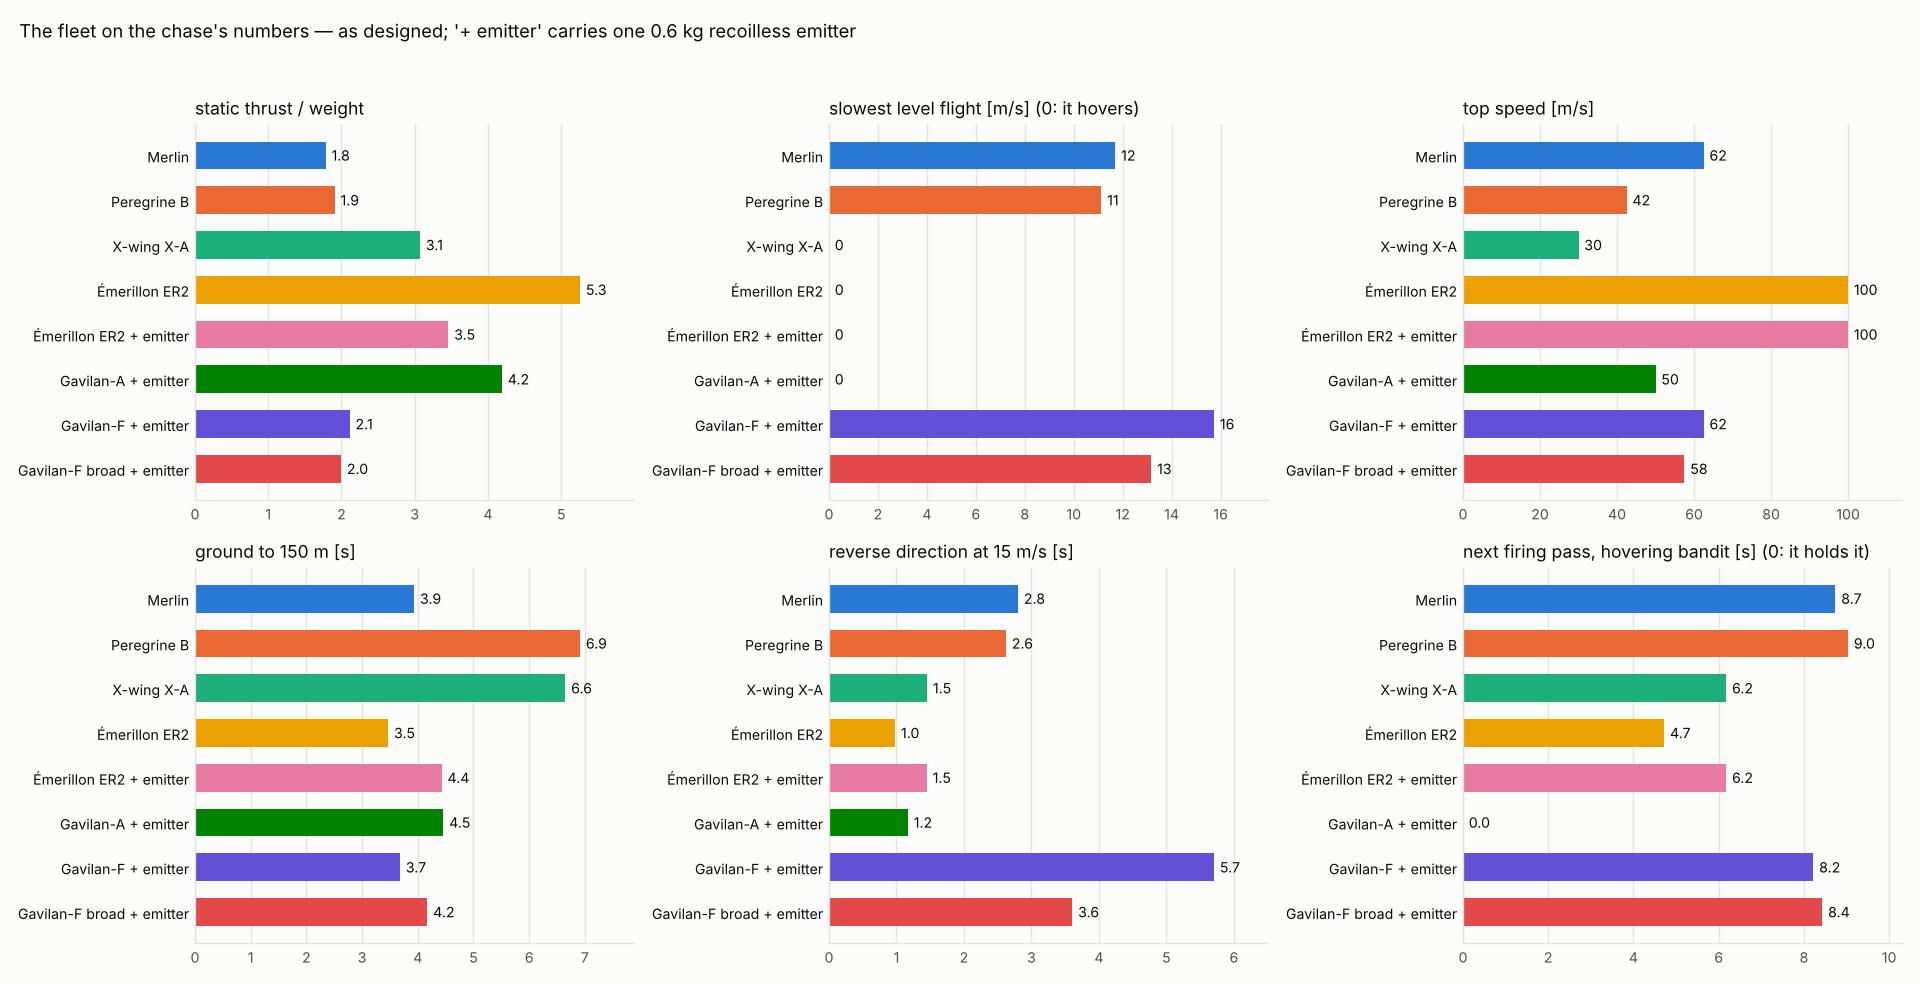 The fleet on the chase's numbers — as designed; '+ emitter' carries one 0.6 kg recoilless emitter
static thrust / weight
Merlin 1.8
Peregrine B 1.9
X-wing X-A 3.1
Émerillon ER2 5.3
Émerillon ER2 + emitter 3.5
Gavilan-A + emitter 4.2
Gavilan-F + emitter 2.1
Gavilan-F broad + emitter 2.0
0 1 2 3 4 5
slowest level flight [m/s] (0: it hovers)
Merlin 12
Peregrine B 11
X-wing X-A 0
Émerillon ER2 0
Émerillon ER2 + emitter 0
Gavilan-A + emitter 0
Gavilan-F + emitter 16
Gavilan-F broad + emitter 13
0 2 4 6 8 10 12 14 16
top speed [m/s]
Merlin 62
Peregrine B 42
X-wing X-A 30
Émerillon ER2 100
Émerillon ER2 + emitter 100
Gavilan-A + emitter 50
Gavilan-F + emitter 62
Gavilan-F broad + emitter 58
0 20 40 60 80 100
ground to 150 m [s]
Merlin 3.9
Peregrine B 6.9
X-wing X-A 6.6
Émerillon ER2 3.5
Émerillon ER2 + emitter 4.4
Gavilan-A + emitter 4.5
Gavilan-F + emitter 3.7
Gavilan-F broad + emitter 4.2
0 1 2 3 4 5 6 7
reverse direction at 15 m/s [s]
Merlin 2.8
Peregrine B 2.6
X-wing X-A 1.5
Émerillon ER2 1.0
Émerillon ER2 + emitter 1.5
Gavilan-A + emitter 1.2
Gavilan-F + emitter 5.7
Gavilan-F broad + emitter 3.6
0 1 2 3 4 5 6
next firing pass, hovering bandit [s] (0: it holds it)
Merlin 8.7
Peregrine B 9.0
X-wing X-A 6.2
Émerillon ER2 4.7
Émerillon ER2 + emitter 6.2
Gavilan-A + emitter 0.0
Gavilan-F + emitter 8.2
Gavilan-F broad + emitter 8.4
0 2 4 6 8 10